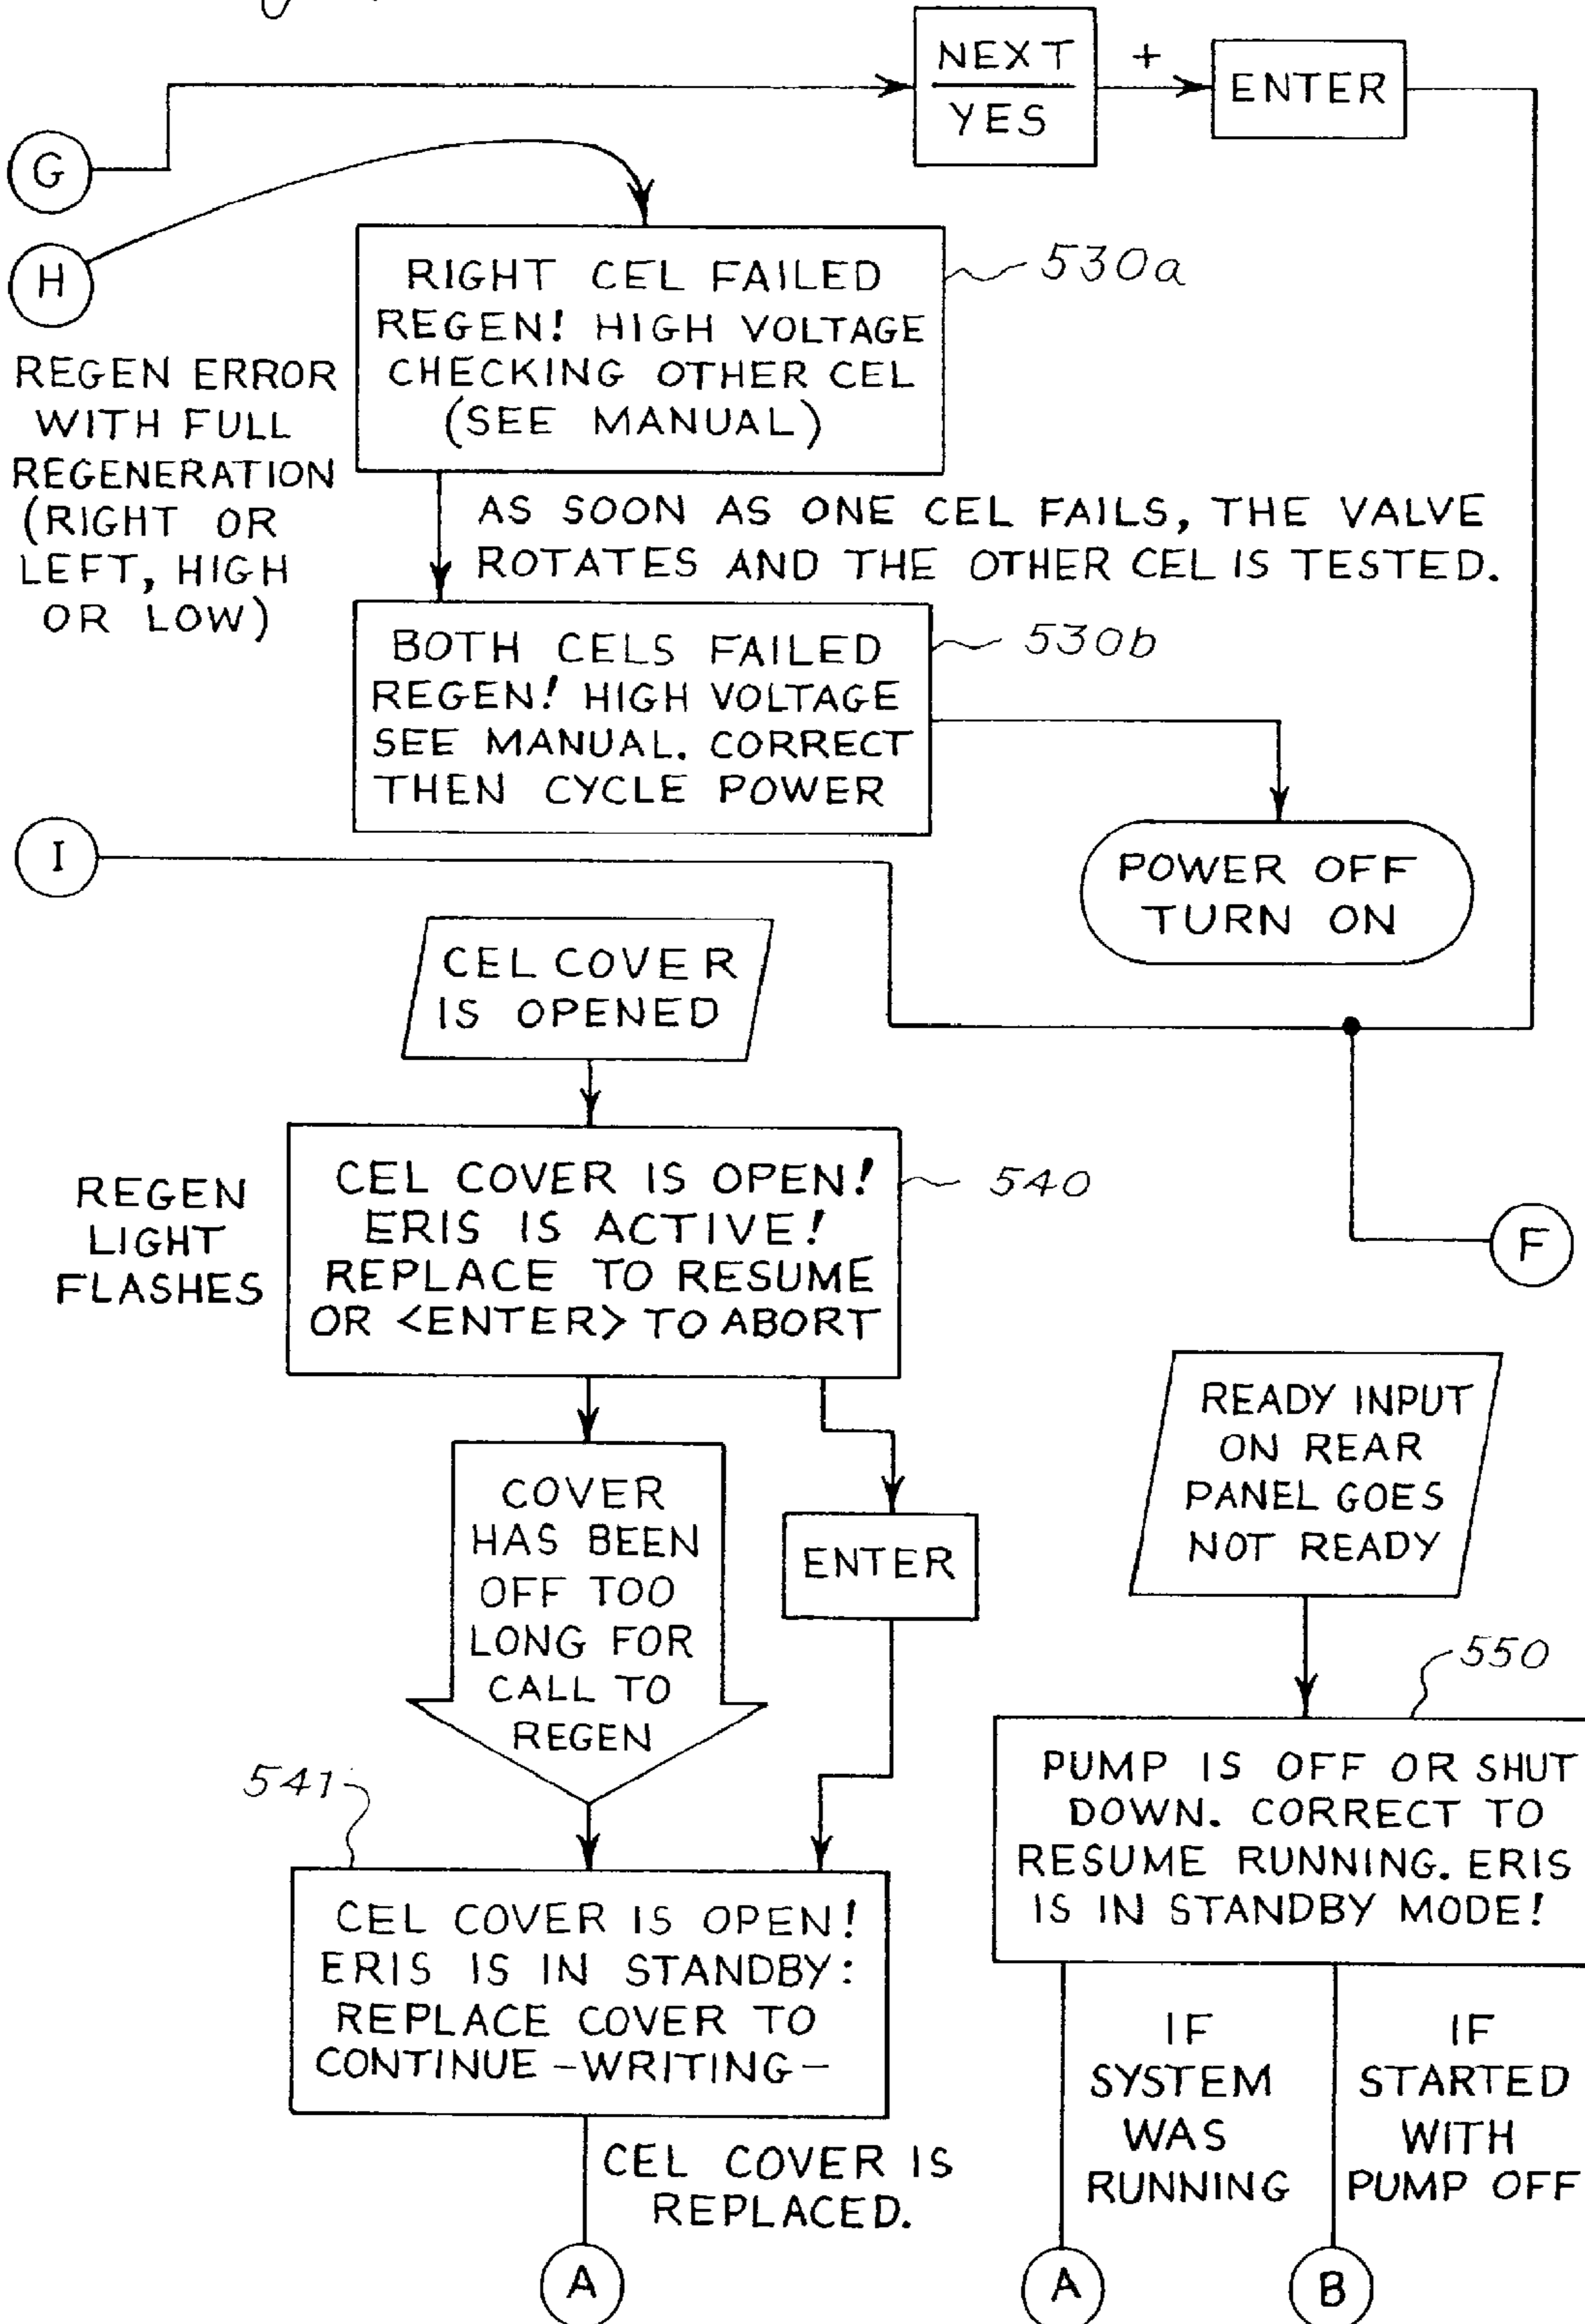 NEXT
YES
+
ENTER
G
H
RIGHT CEL FAILED
REGEN! HIGH VOLTAGE
CHECKING OTHER CEL
(SEE MANUAL)
530a
REGEN ERROR
WITH FULL
REGENERATION
(RIGHT OR
LEFT, HIGH
OR LOW)
AS SOON AS ONE CEL FAILS, THE VALVE
ROTATES AND THE OTHER CEL IS TESTED.
BOTH CELS FAILED
REGEN! HIGH VOLTAGE
SEE MANUAL. CORRECT
THEN CYCLE POWER
530b
I
POWER OFF
TURN ON
CEL COVER
IS OPENED
REGEN
LIGHT
FLASHES
CEL COVER IS OPEN!
ERIS IS ACTIVE!
REPLACE TO RESUME
OR <ENTER> TO ABORT
540
F
COVER
HAS BEEN
OFF TOO
LONG FOR
CALL TO
REGEN
ENTER
READY INPUT
ON REAR
PANEL GOES
NOT READY
541
CEL COVER IS OPEN!
ERIS IS IN STANDBY:
REPLACE COVER TO
CONTINUE -WRITING-
550
PUMP IS OFF OR SHUT
DOWN. CORRECT TO
RESUME RUNNING. ERIS
IS IN STANDBY MODE!
CEL COVER IS
REPLACED.
A
IF
SYSTEM
WAS
RUNNING
A
IF
STARTED
WITH
PUMP OFF
B